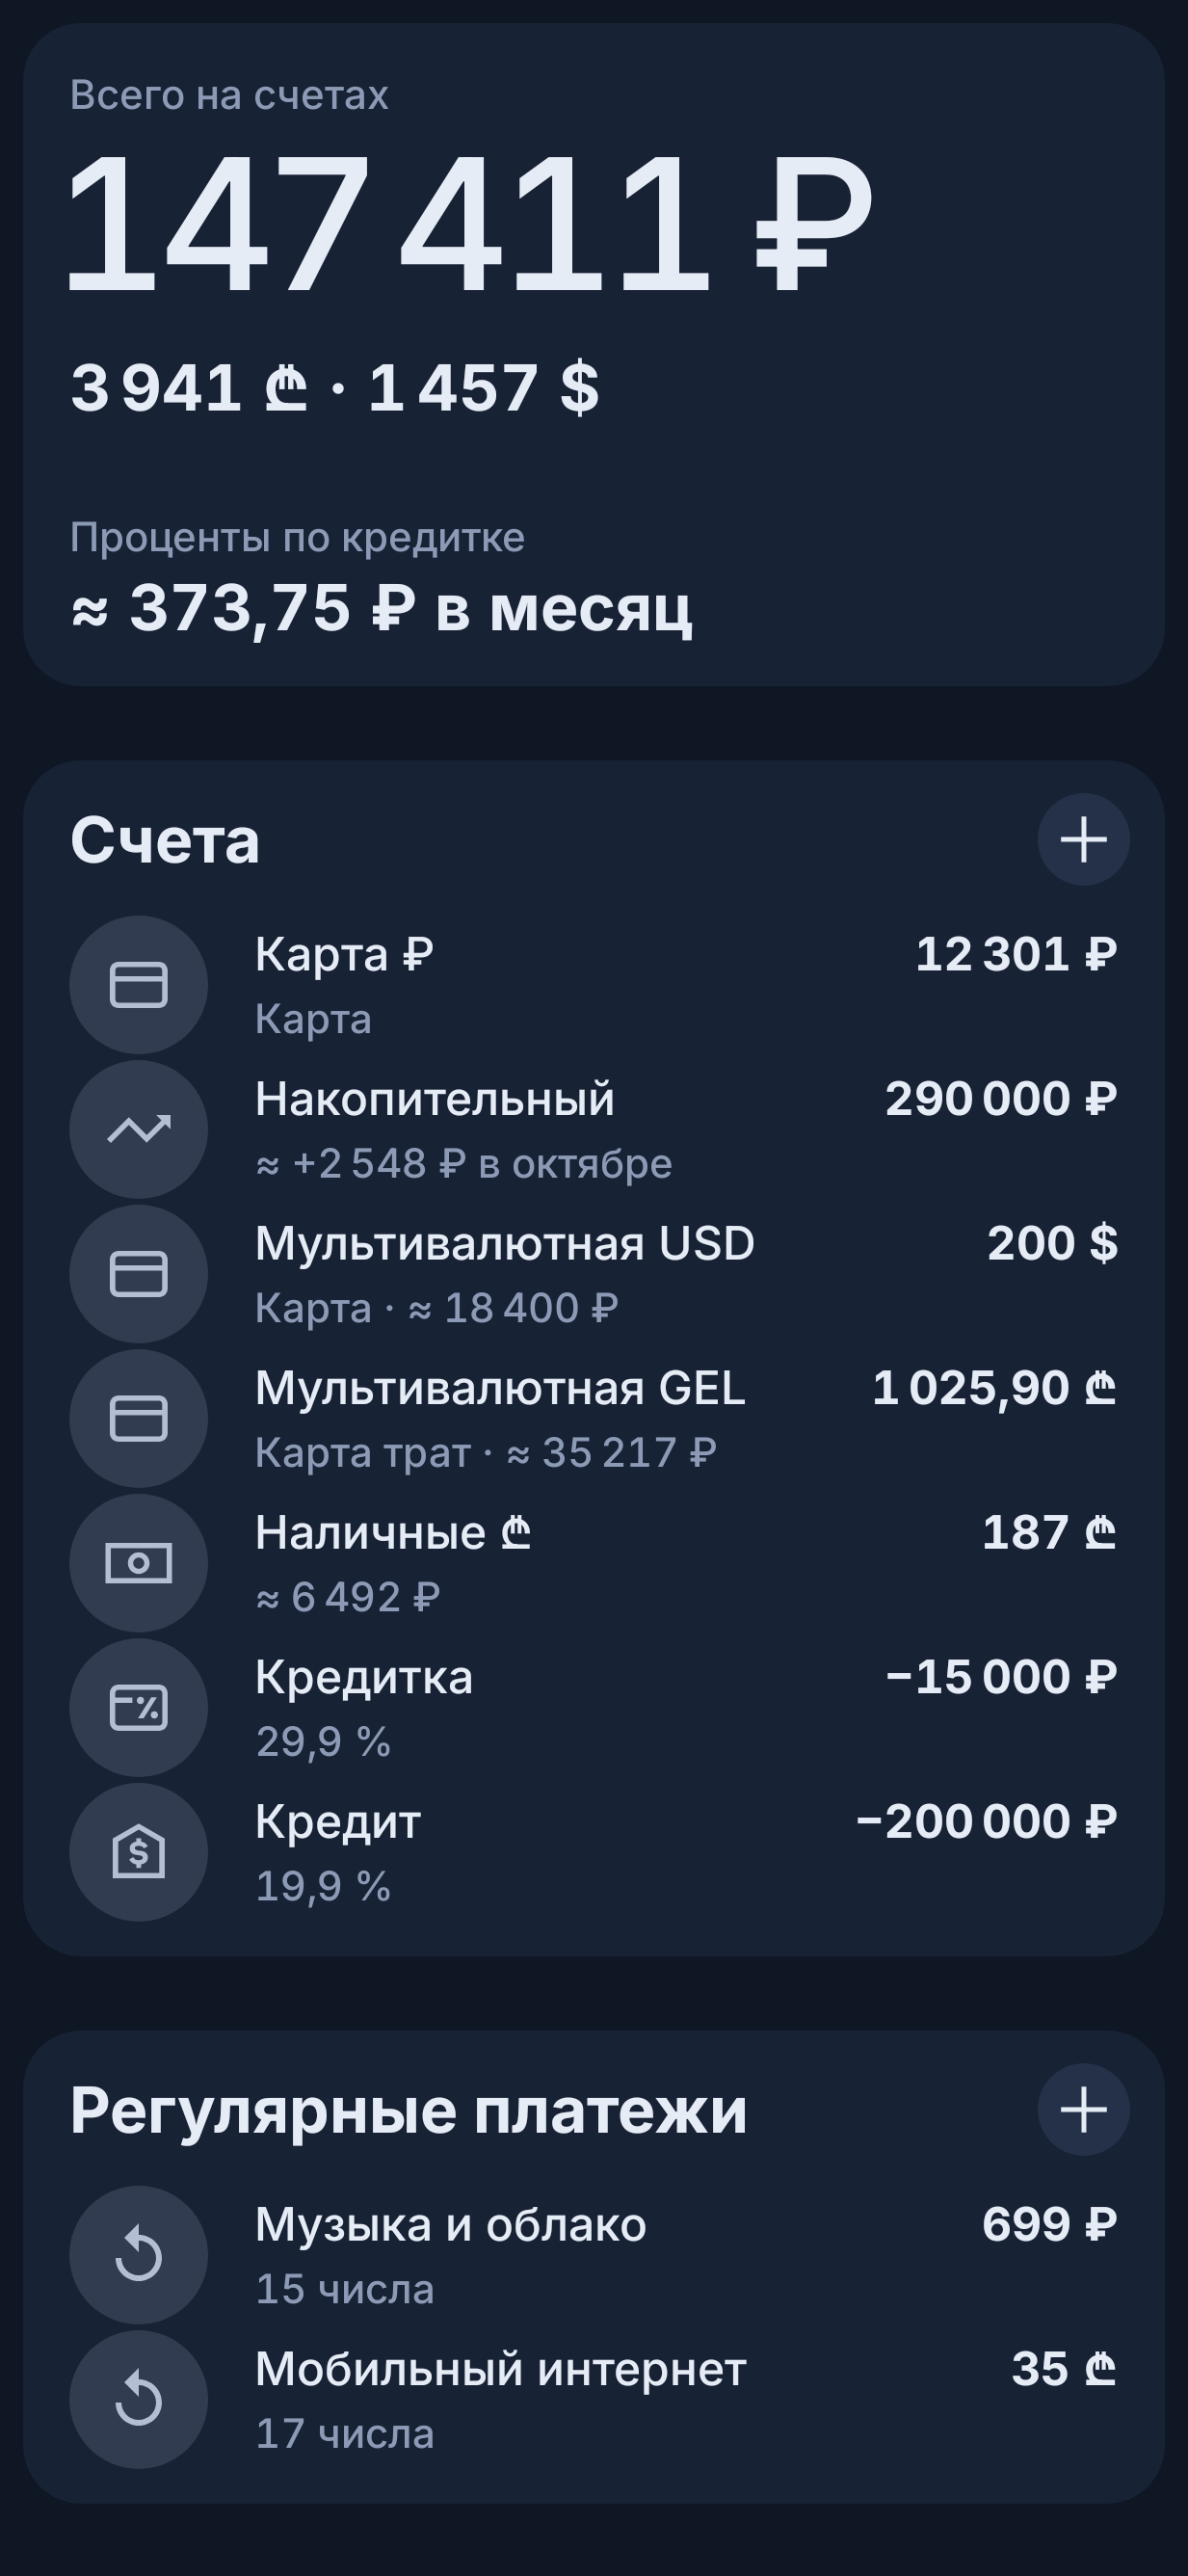 Всего на счетах
147 411 ₽
3 941 ₾ · 1 457 $
Проценты по кредитке
≈ 373,75 ₽ в месяц
Счета
Карта ₽ 12 301 ₽
Карта
Накопительный 290 000 ₽
≈ +2 548 ₽ в октябре
Мультивалютная USD 200 $
Карта · ≈ 18 400 ₽
Мультивалютная GEL 1 025,90 ₾
Карта трат · ≈ 35 217 ₽
Наличные ₾ 187 ₾
≈ 6 492 ₽
Кредитка −15 000 ₽
29,9 %
Кредит −200 000 ₽
19,9 %
Регулярные платежи
Музыка и облако 699 ₽
15 числа
Мобильный интернет 35 ₾
17 числа